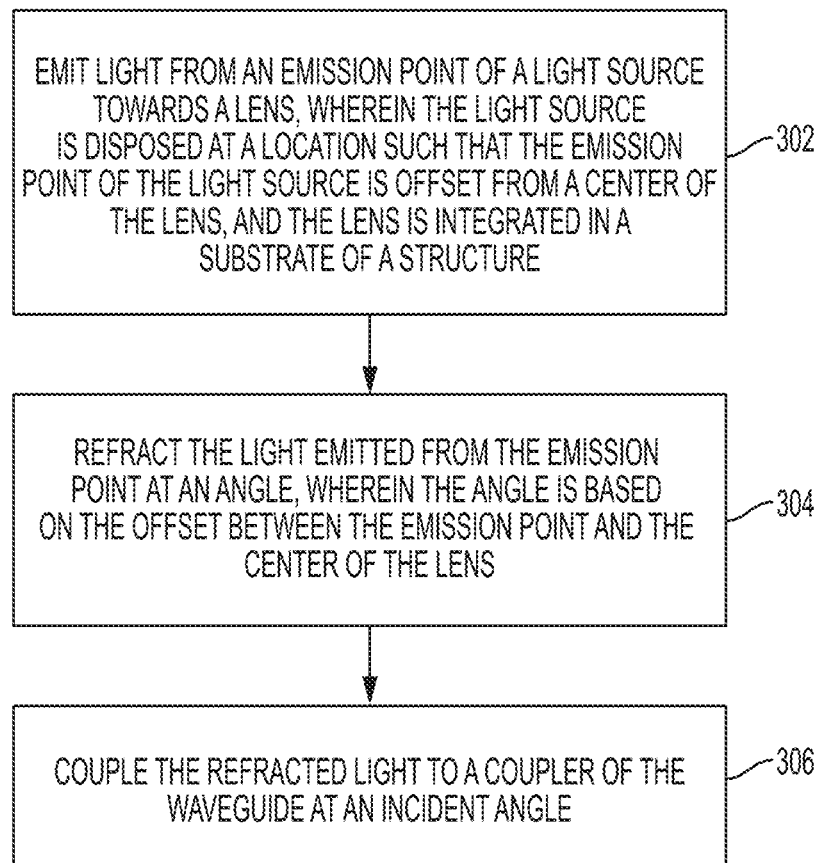 EMIT LIGHT FROM AN EMISSION POINT OF A LIGHT SOURCE
TOWARDS A LENS, WHEREIN THE LIGHT SOURCE
IS DISPOSED AT A LOCATION SUCH THAT THE EMISSION
POINT OF THE LIGHT SOURCE IS OFFSET FROM A CENTER OF
THE LENS, AND THE LENS IS INTEGRATED IN A
SUBSTRATE OF A STRUCTURE
302
REFRACT THE LIGHT EMITTED FROM THE EMISSION
POINT AT AN ANGLE, WHEREIN THE ANGLE IS BASED
ON THE OFFSET BETWEEN THE EMISSION POINT AND THE
CENTER OF THE LENS
304
COUPLE THE REFRACTED LIGHT TO A COUPLER OF THE
WAVEGUIDE AT AN INCIDENT ANGLE
306